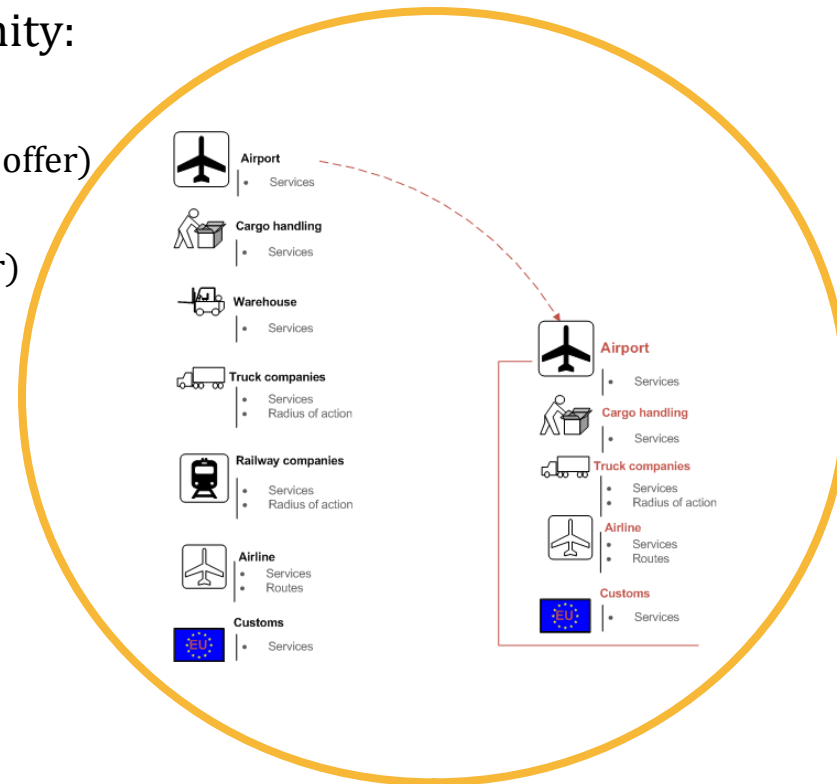 nity:
offer)
r)
Airport
• Services
Cargo handling
• Services
Warehouse
• Services
Truck companies
• Services
• Radius of action
Railway companies
• Services
• Radius of action
Airline
• Services
• Routes
Customs
• Services
EU
Airport
• Services
Cargo handling
• Services
Truck companies
• Services
• Radius of action
Airline
• Services
• Routes
Customs
• Services
EU